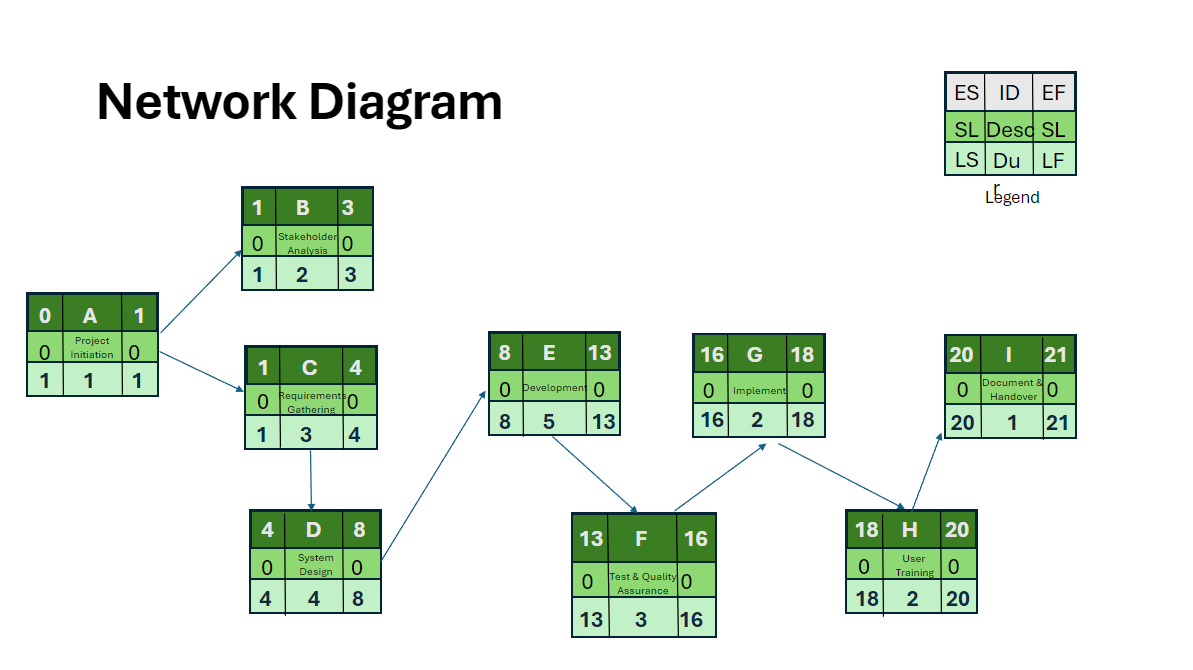 Network Diagram
ES ID EF
SL Desc SL
LS Du LF
r
Legend
1 B 3
0 Stakeholder 0
Analysis
1 2 3
0 A 1
0 Project 0
Initiation
1 1 1
1 C 4
0 Requirements 0
Gathering
1 3 4
4 D 8
0 System 0
Design
4 4 8
8 E 13
0 Development 0
8 5 13
13 F 16
0 Test & Quality 0
Assurance
13 3 16
16 G 18
0 Implement 0
16 2 18
18 H 20
0 User 0
Training
18 2 20
20 I 21
0 Document & 0
Handover
20 1 21